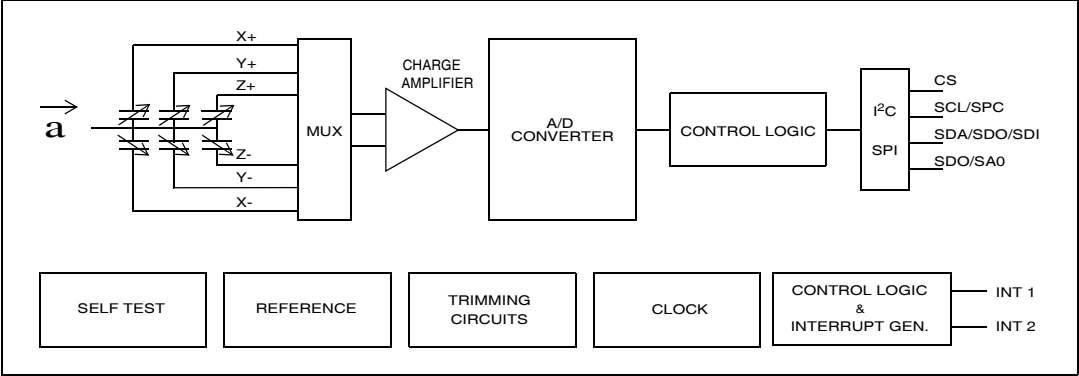 X+
Y+
Z+
a
Z-
Y-
X-
MUX
CHARGE
AMPLIFIER
A/D
CONVERTER
CONTROL LOGIC
I²C
SPI
CS
SCL/SPC
SDA/SDO/SDI
SDO/SA0
SELF TEST
REFERENCE
TRIMMING
CIRCUITS
CLOCK
CONTROL LOGIC
&
INTERRUPT GEN.
INT 1
INT 2